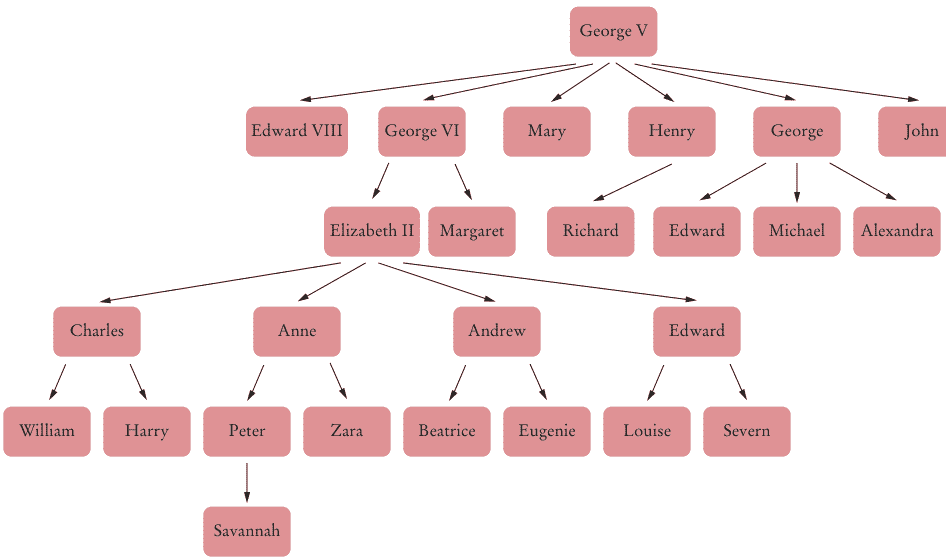 George V
Edward VIII
George VI
Mary
Henry
George
John
Elizabeth II
Margaret
Richard
Edward
Michael
Alexandra
Charles
Anne
Andrew
Edward
William
Harry
Peter
Zara
Beatrice
Eugenie
Louise
Severn
Savannah